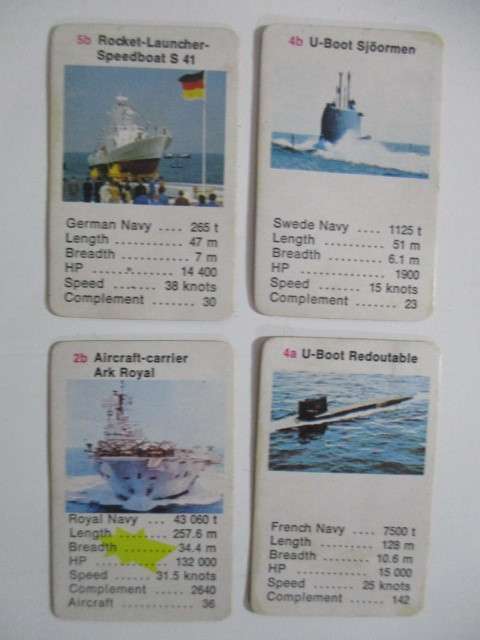 5b Rocket-Launcher-
Speedboat S 41
German Navy .... 265 t
Length .......... 47 m
Breadth .......... 7 m
HP .............. 14 400
Speed ...... 38 knots
Complement ...... 30
4b U-Boot Sjöormen
Swede Navy .... 1125 t
Length .......... 51 m
Breadth ......... 6.1 m
HP .............. 1900
Speed ...... 15 knots
Complement ...... 23
2b Aircraft-carrier
Ark Royal
Royal Navy ... 43 060 t
Length ........ 257.6 m
Breadth ........ 34.4 m
HP ............ 132 000
Speed .... 31.5 knots
Complement .... 2640
Aircraft ............ 36
4a U-Boot Redoutable
French Navy .... 7500 t
Length ......... 128 m
Breadth ........ 10.6 m
HP ............. 15 000
Speed ...... 25 knots
Complement ..... 142